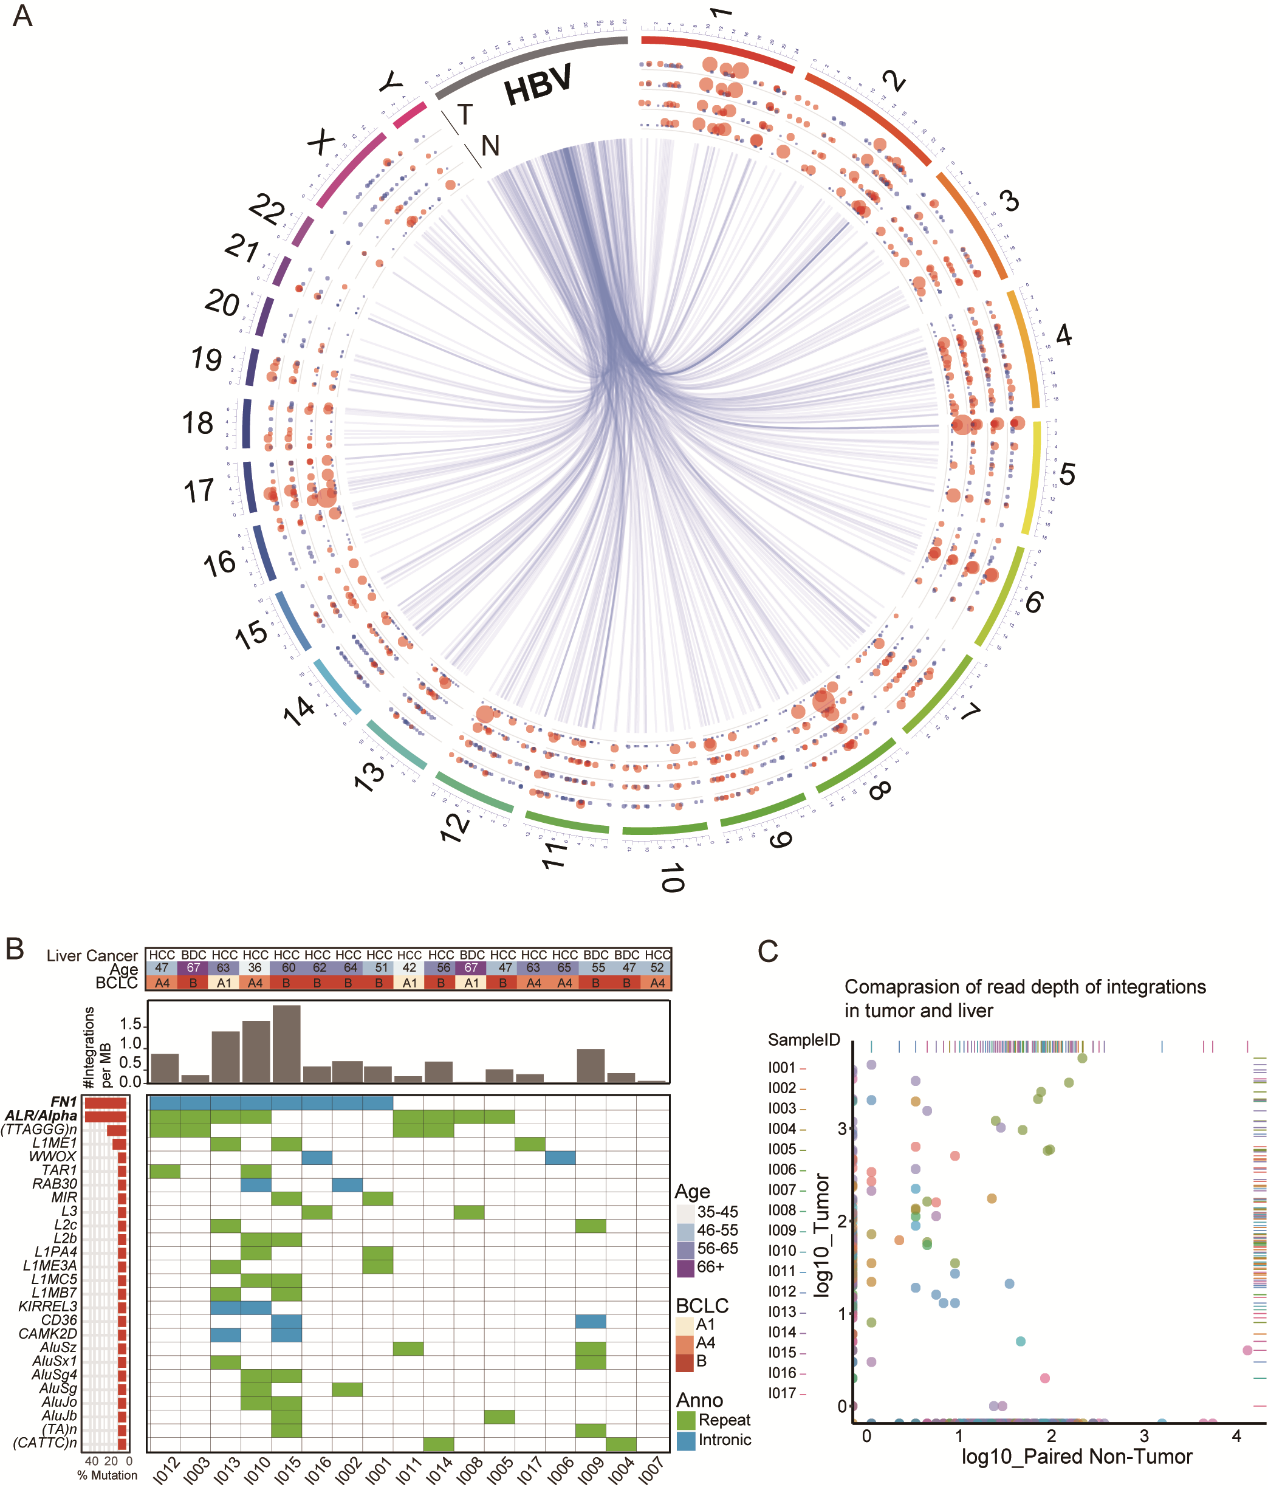 A
HBV
T
N
1
2
3
4
5
6
7
8
9
10
11
12
13
14
15
16
17
18
19
20
21
22
X
Y
B
Liver Cancer HCC BDC HCC HCC HCC HCC HCC HCC HCC HCC BDC HCC HCC HCC BDC BDC HCC
Age 47 67 63 36 60 62 64 51 42 56 67 47 63 65 55 47 52
BCLC A4 B A1 A4 B B B B A1 B A1 B A4 A4 B B A4
#Integrations
per MB
1.5
1.0
0.5
0.0
FN1
ALR/Alpha
(TTAGGG)n
L1ME1
WWOX
TAR1
RAB30
MIR
L3
L2c
L2b
L1PA4
L1ME3A
L1MC5
L1MB7
KIRREL3
CD36
CAMK2D
AluSz
AluSx1
AluSg4
AluSg
AluJo
AluJb
(TA)n
(CATTC)n
40 20 0
% Mutation
I012 I003 I013 I010 I015 I016 I002 I001 I011 I014 I008 I005 I017 I006 I009 I004 I007
Age
35-45
46-55
56-65
66+
BCLC
A1
A4
B
Anno
Repeat
Intronic
C
Comaprasion of read depth of integrations
in tumor and liver
SampleID
I001
I002
I003
I004
I005
I006
I007
I008
I009
I010
I011
I012
I013
I014
I015
I016
I017
log10_Tumor
3
2
1
0
0 1 2 3 4
log10_Paired Non-Tumor